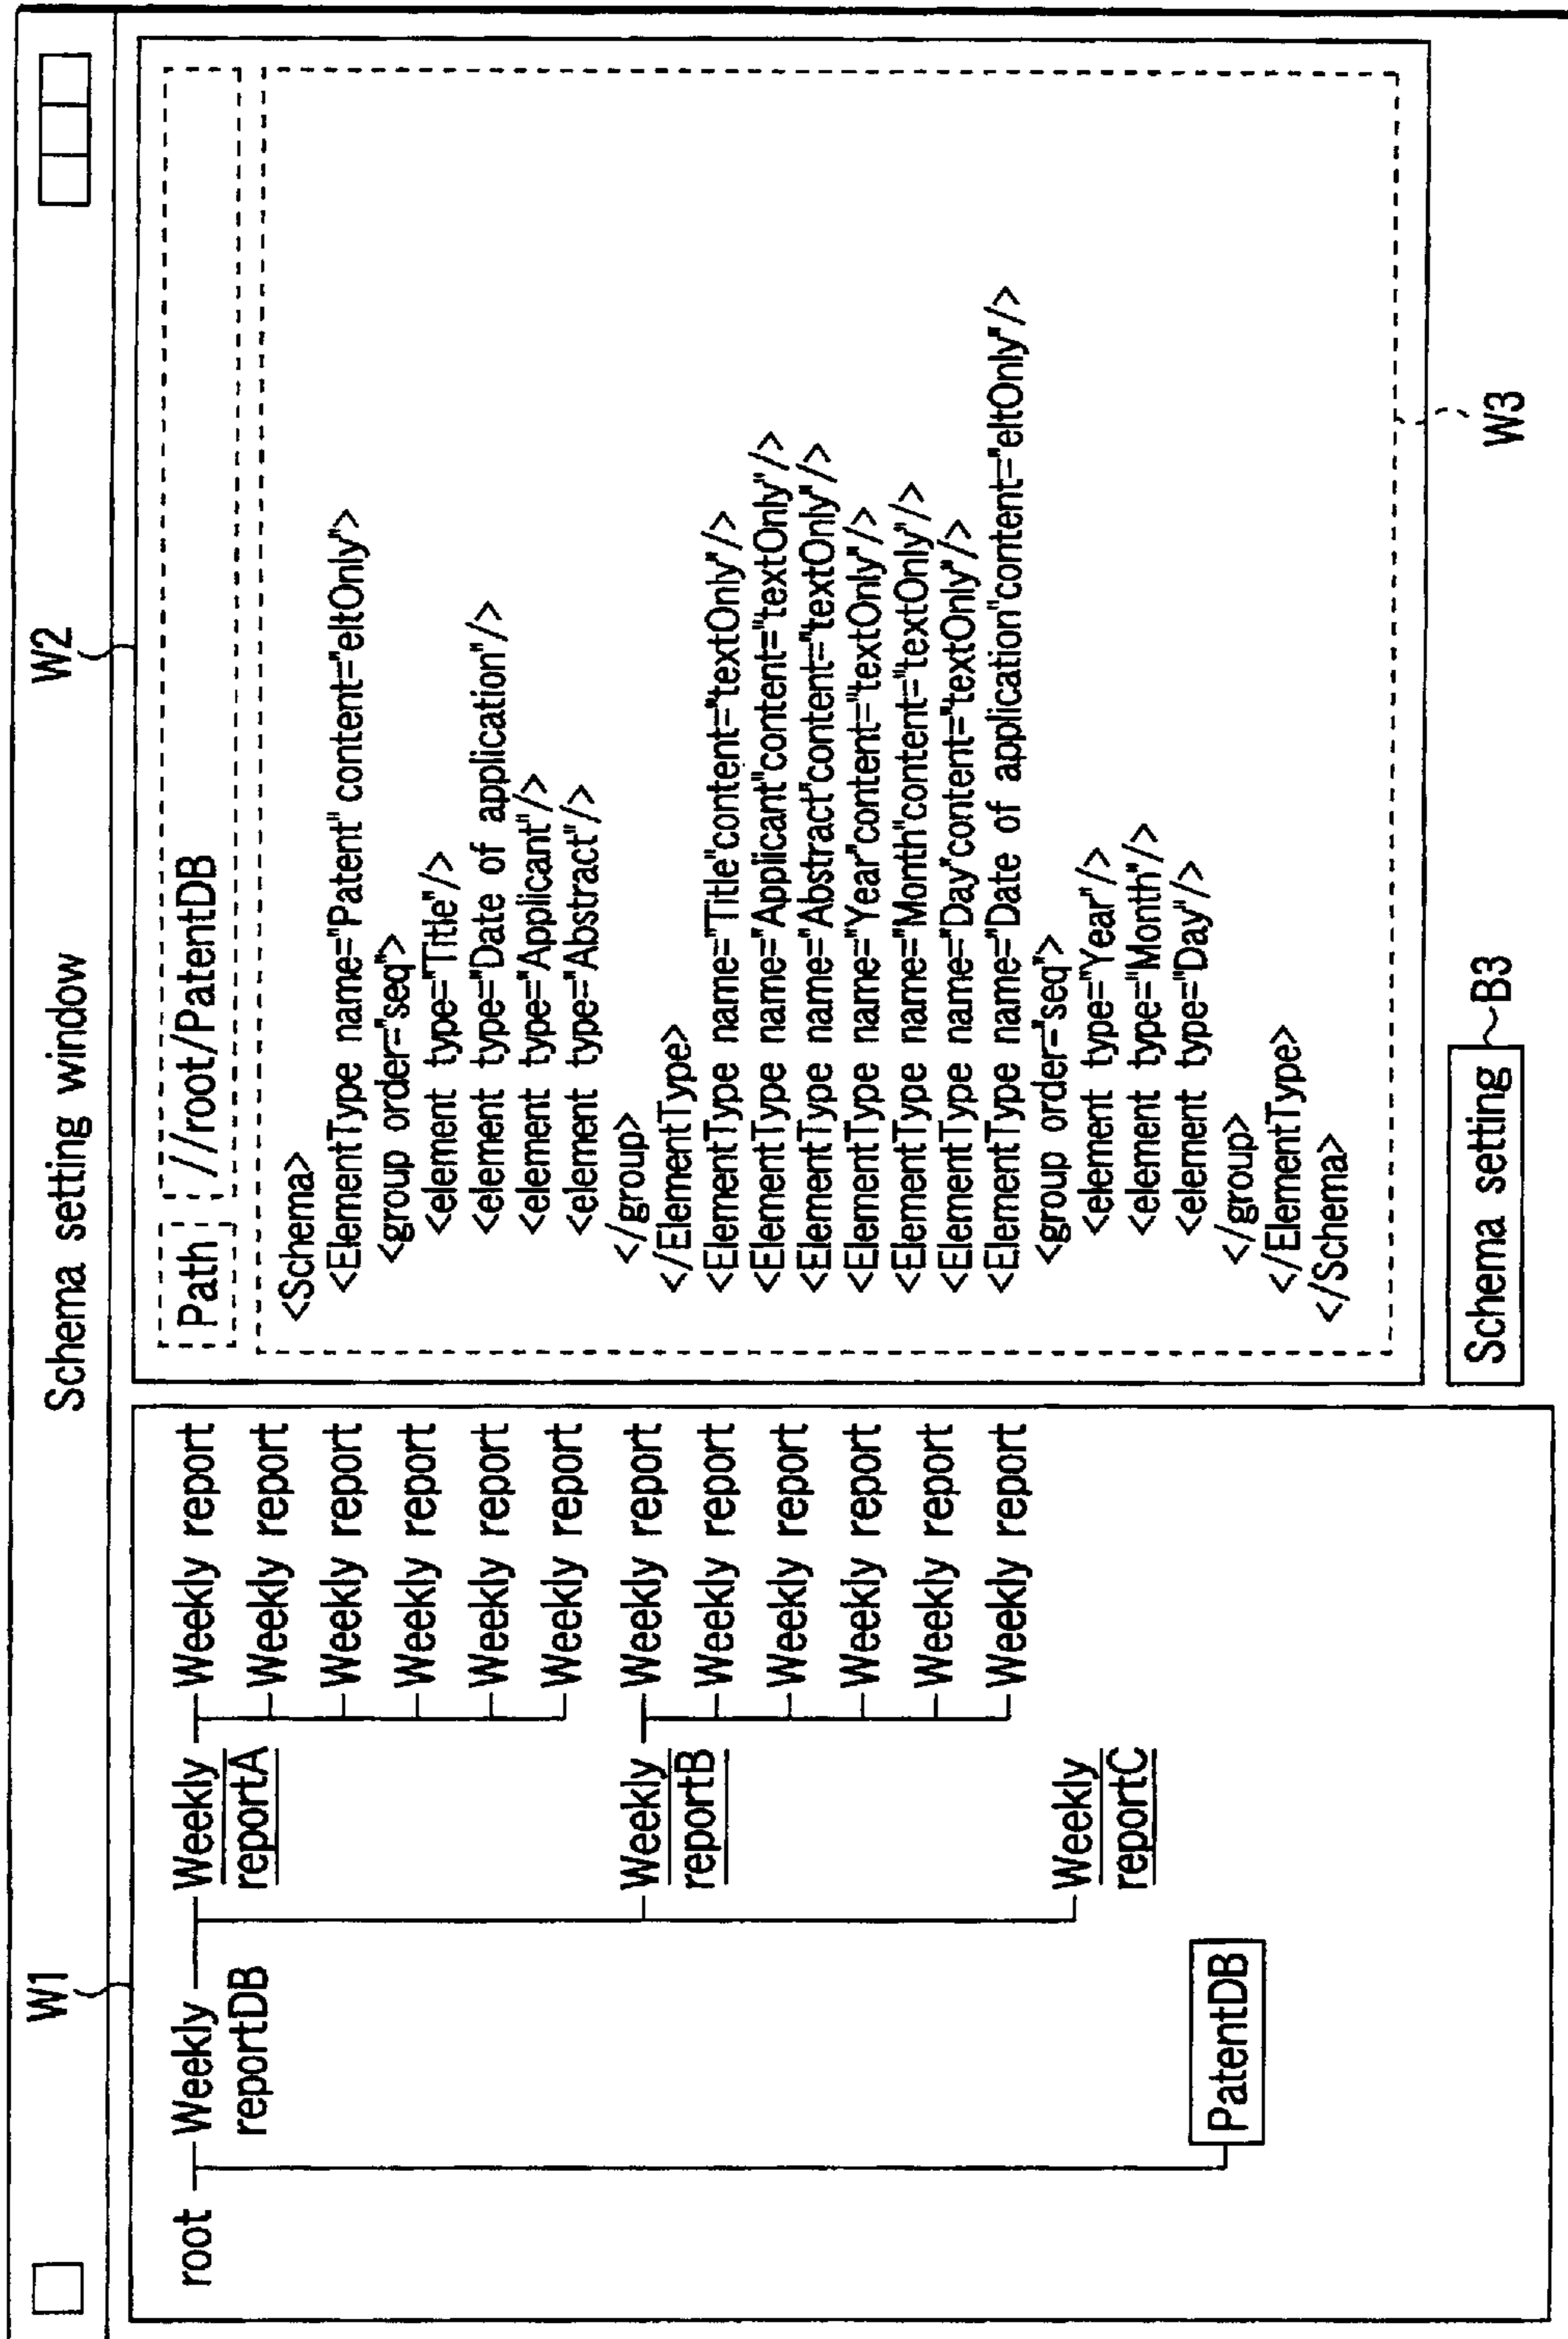 Schema setting window
W1
W2
root
Weekly
reportDB
Weekly
reportA
Weekly report
Weekly report
Weekly report
Weekly report
Weekly report
Weekly report
Weekly
reportB
Weekly report
Weekly report
Weekly report
Weekly report
Weekly report
Weekly report
Weekly
reportC
PatentDB
Path //root/PatentDB
<Schema>
<ElementType name="Patent" content="eltOnly">
<group order="seq">
<element type="Title"/>
<element type="Date of application"/>
<element type="Applicant"/>
<element type="Abstract"/>
</group>
</ElementType>
<ElementType name="Title"content="textOnly"/>
<ElementType name="Applicant"content="textOnly"/>
<ElementType name="Abstract"content="textOnly"/>
<ElementType name="Year"content="textOnly"/>
<ElementType name="Month"content="textOnly"/>
<ElementType name="Day"content="textOnly"/>
<ElementType name="Date of application"content="eltOnly"/>
<group order="seq">
<element type="Year"/>
<element type="Month"/>
<element type="Day"/>
</group>
</ElementType>
</Schema>
Schema setting
B3
W3